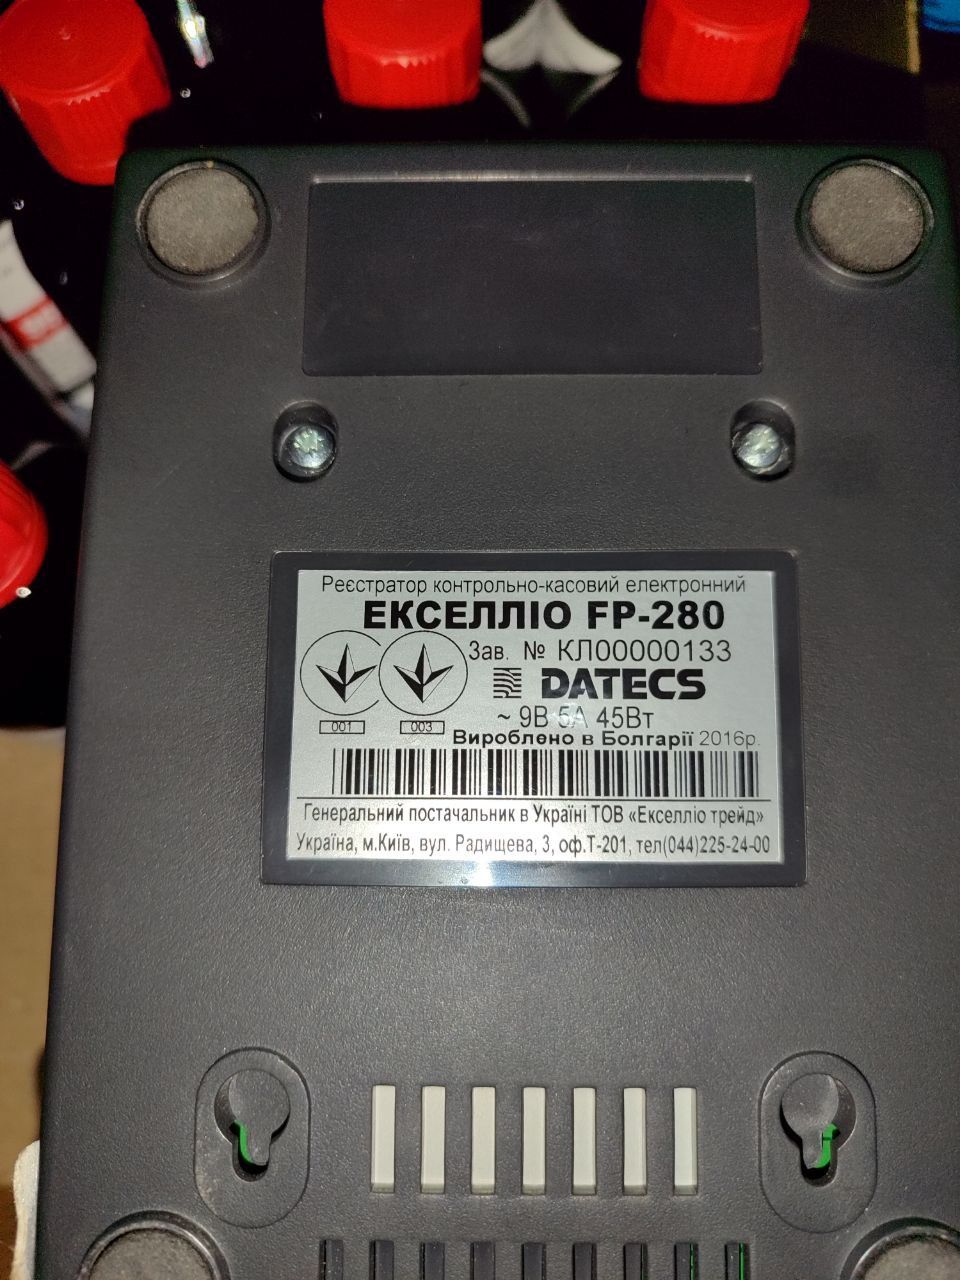 Реєстратор контрольно-касовий електронний
ЕКСЕЛЛІО FP-280
Зав. № КЛ00000133
DATECS
001 003
~ 9В 5А 45Вт
Вироблено в Болгарії 2016р.
Генеральний постачальник в Україні ТОВ «Екселліо трейд»
Україна, м.Київ, вул. Радищева, 3, оф.Т-201, тел(044)225-24-00